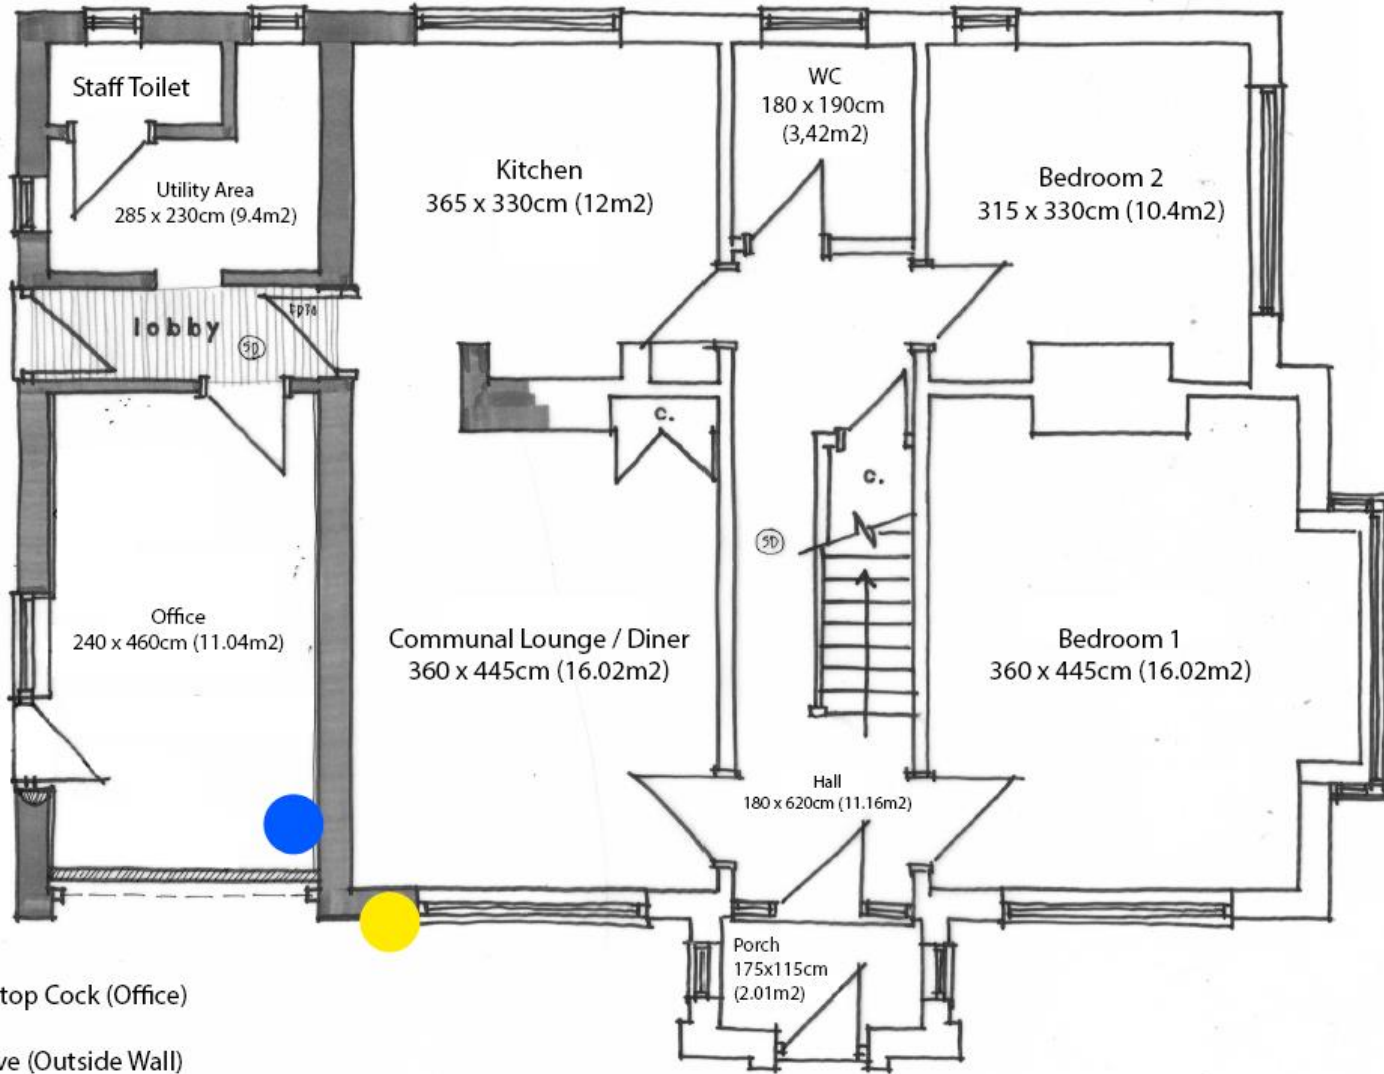 Staff Toilet
WC
180 x 190cm
(3,42m2)
Kitchen
365 x 330cm (12m2)
Bedroom 2
315 x 330cm (10.4m2)
Utility Area
285 x 230cm (9.4m2)
lobby
SD
c.
c.
SD
Office
240 x 460cm (11.04m2)
Communal Lounge / Diner
360 x 445cm (16.02m2)
Bedroom 1
360 x 445cm (16.02m2)
Hall
180 x 620cm (11.16m2)
Porch
175x115cm
(2.01m2)
top Cock (Office)
ve (Outside Wall)